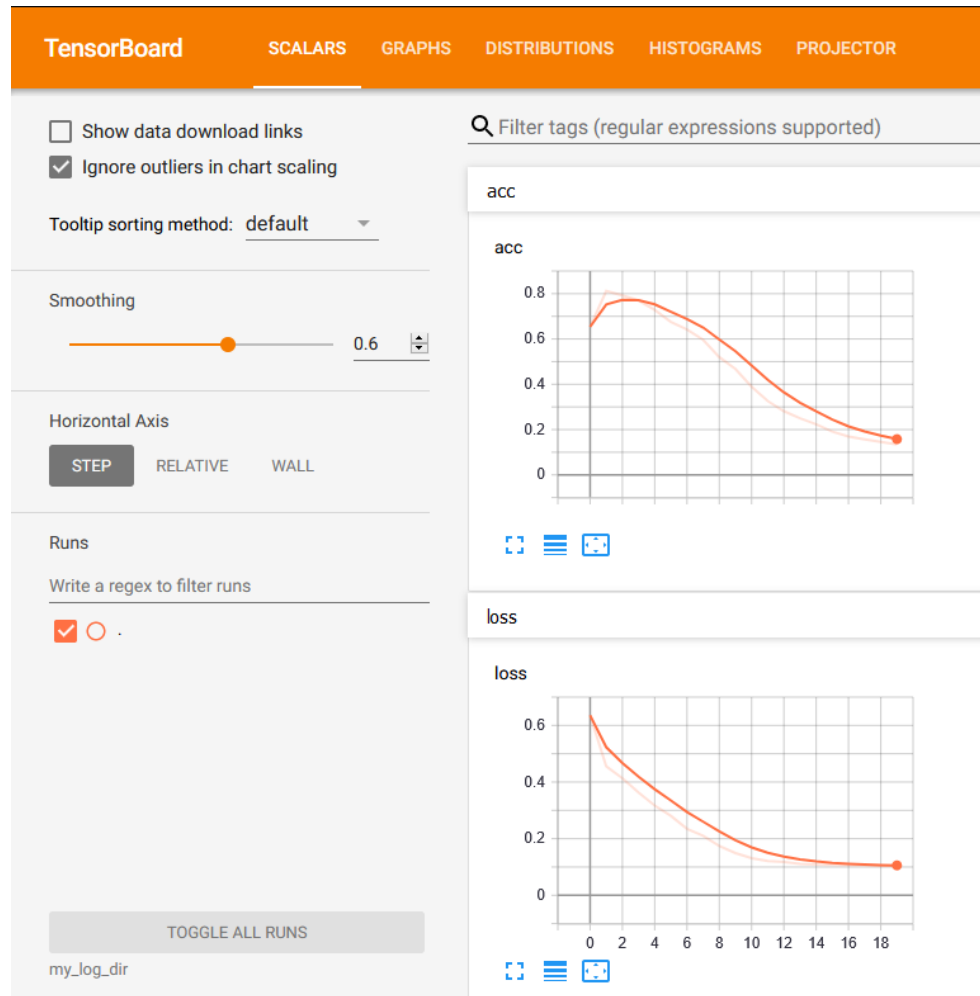 TensorBoard SCALARS GRAPHS DISTRIBUTIONS HISTOGRAMS PROJECTOR
Show data download links
Ignore outliers in chart scaling
Tooltip sorting method: default
Smoothing
0.6
Horizontal Axis
STEP RELATIVE WALL
Runs
Write a regex to filter runs
.
TOGGLE ALL RUNS
my_log_dir
Filter tags (regular expressions supported)
acc
acc
0.8
0.6
0.4
0.2
0
loss
loss
0.6
0.4
0.2
0
0 2 4 6 8 10 12 14 16 18